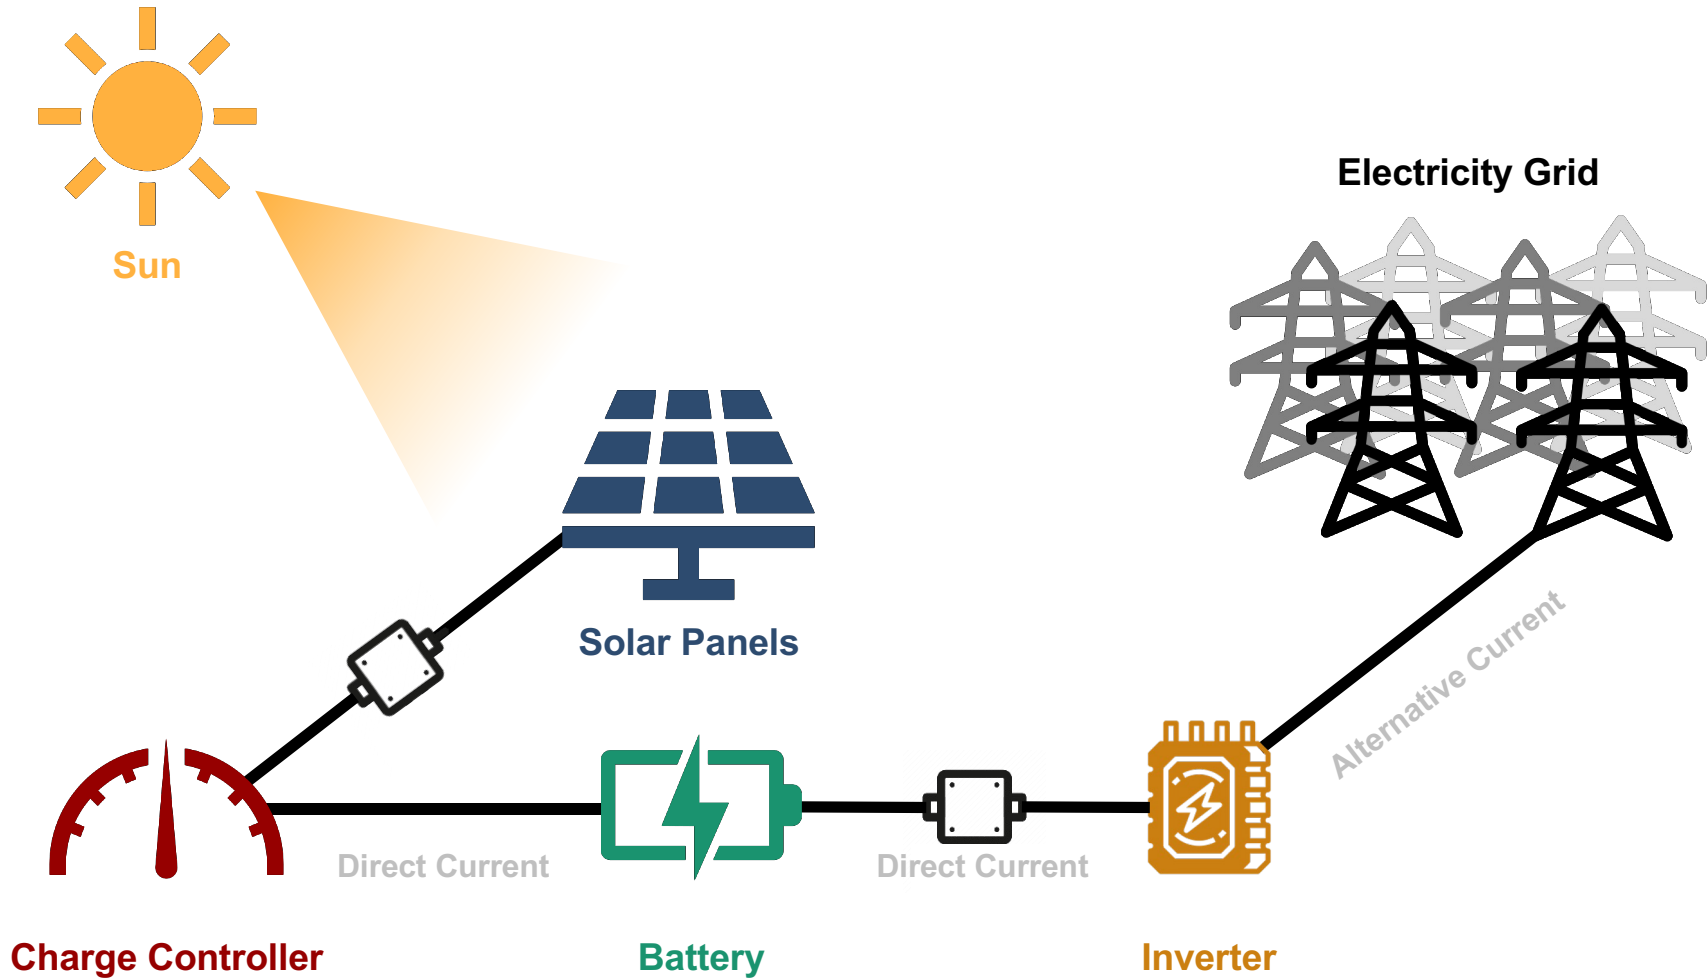 Sun
Electricity Grid
Solar Panels
Alternative Current
Direct Current
Direct Current
Charge Controller
Battery
Inverter